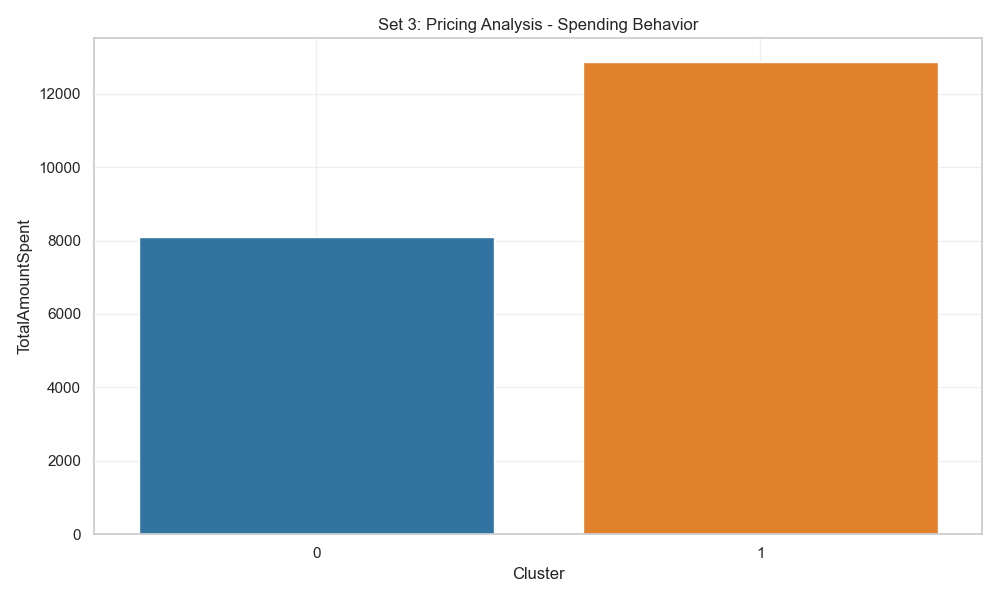 Set 3: Pricing Analysis - Spending Behavior
TotalAmountSpent
12000
10000
8000
6000
4000
2000
0
0 1
Cluster